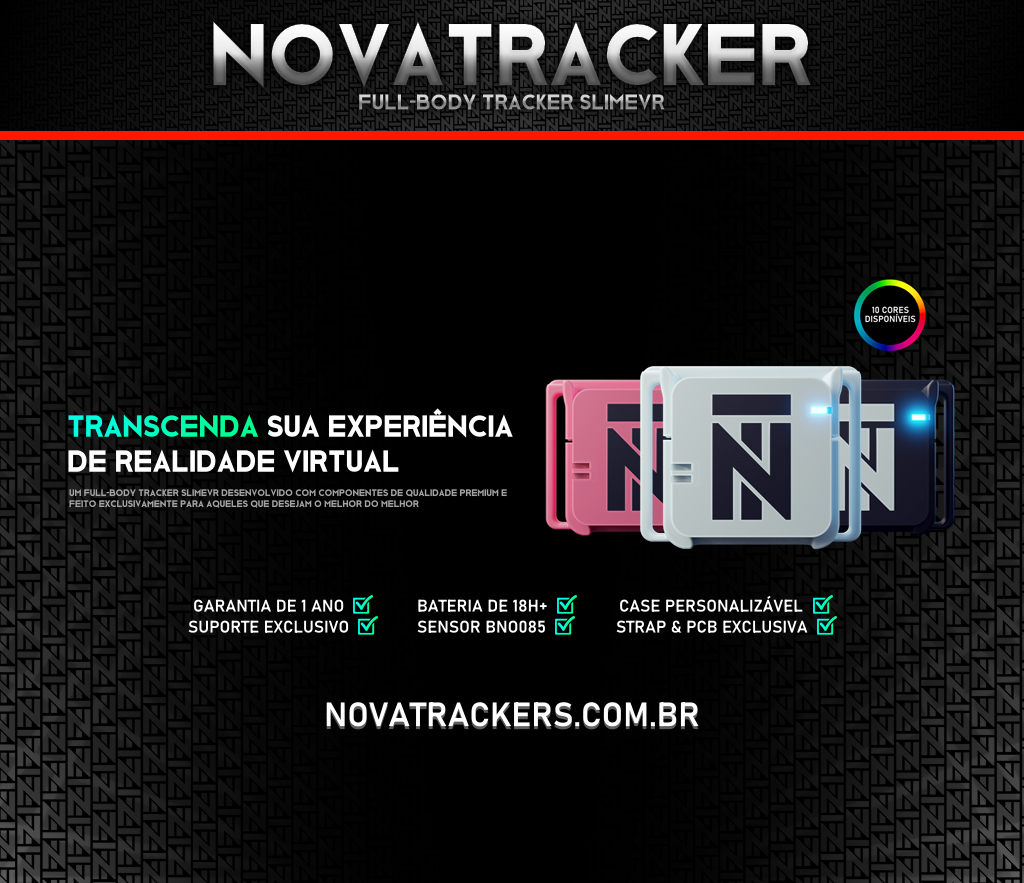 NOVATRACKER
FULL-BODY TRACKER SLIMEVR
10 CORES
DISPONÍVEIS
TRANSCENDA SUA EXPERIÊNCIA
DE REALIDADE VIRTUAL
UM FULL-BODY TRACKER SLIMEVR DESENVOLVIDO COM COMPONENTES DE QUALIDADE PREMIUM E
FEITO EXCLUSIVAMENTE PARA AQUELES QUE DESEJAM O MELHOR DO MELHOR
GARANTIA DE 1 ANO
BATERIA DE 18H+
CASE PERSONALIZÁVEL
SUPORTE EXCLUSIVO
SENSOR BNO085
STRAP & PCB EXCLUSIVA
NOVATRACKERS.COM.BR